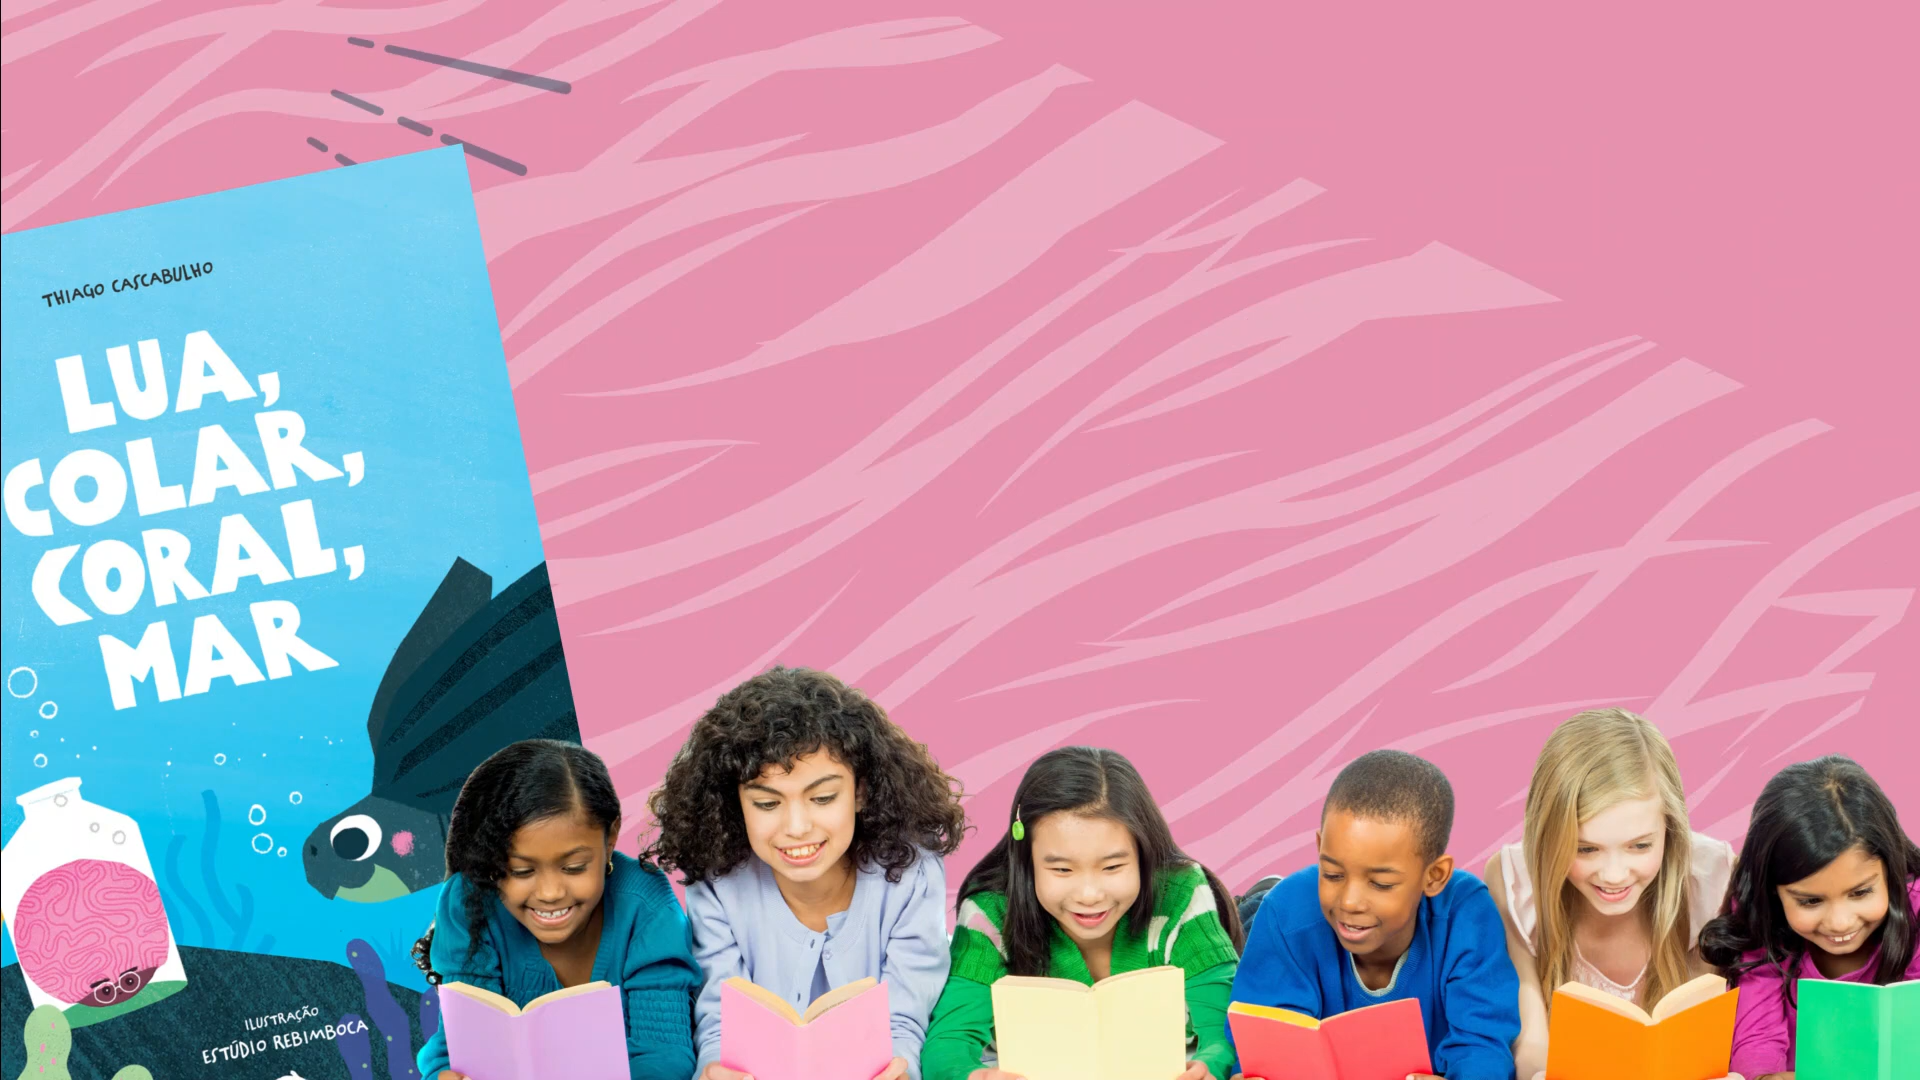 THIAGO CASCABULHO
LUA,
COLAR,
CORAL,
MAR
ILUSTRAÇÃO
ESTÚDIO REBIMBOCA